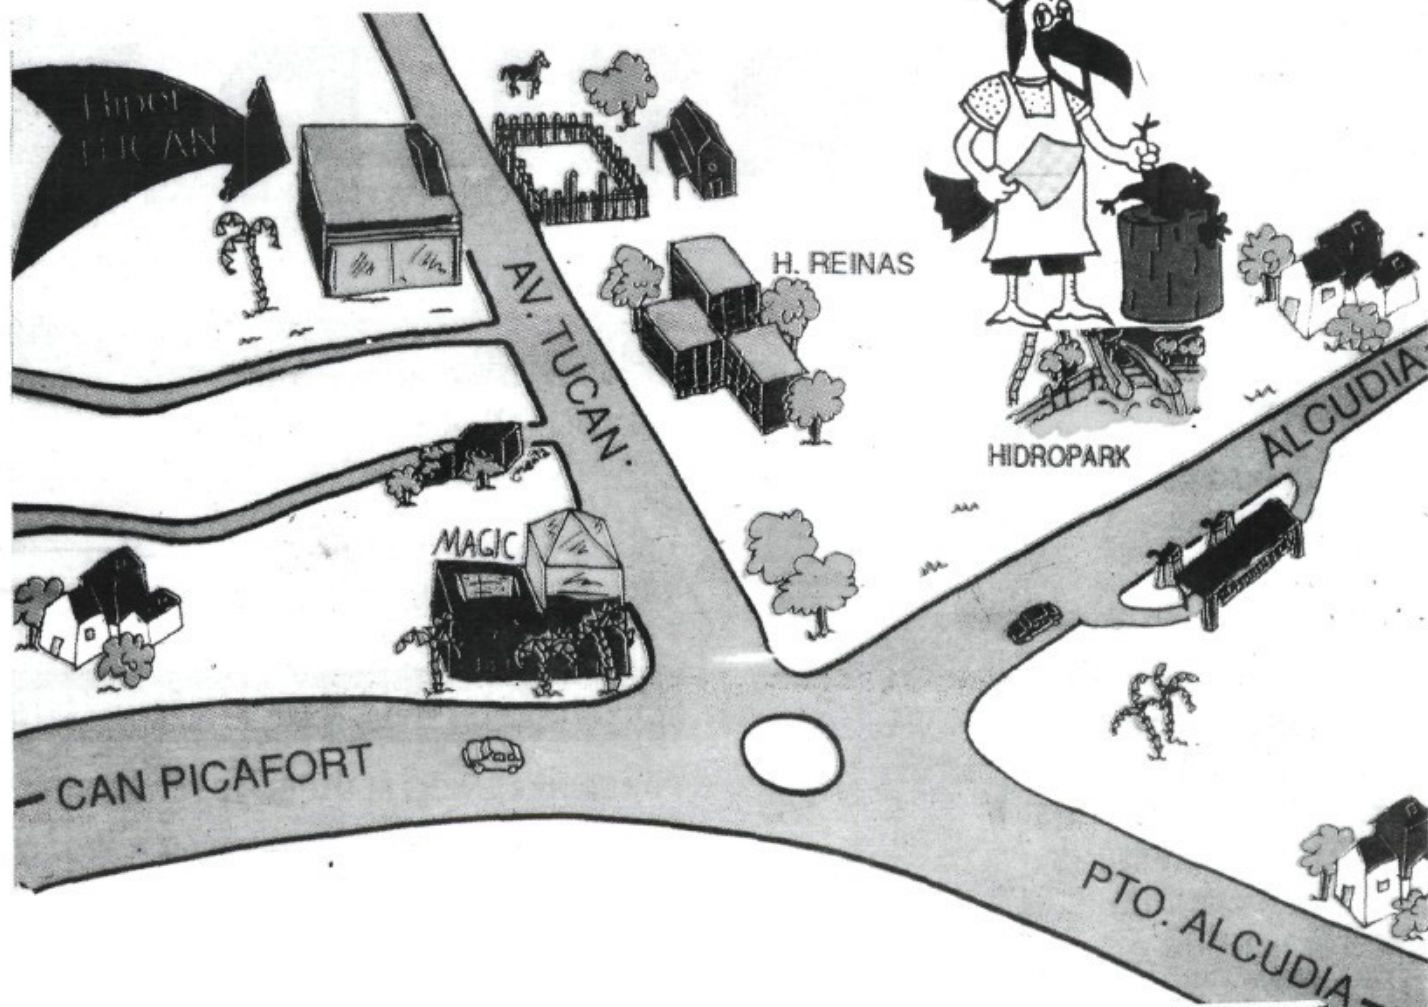 Hiper
TUCAN
H. REINAS
AV. TUCAN
HIDROPARK
ALCUDIA
MAGIC
CAN PICAFORT
PTO. ALCUDIA